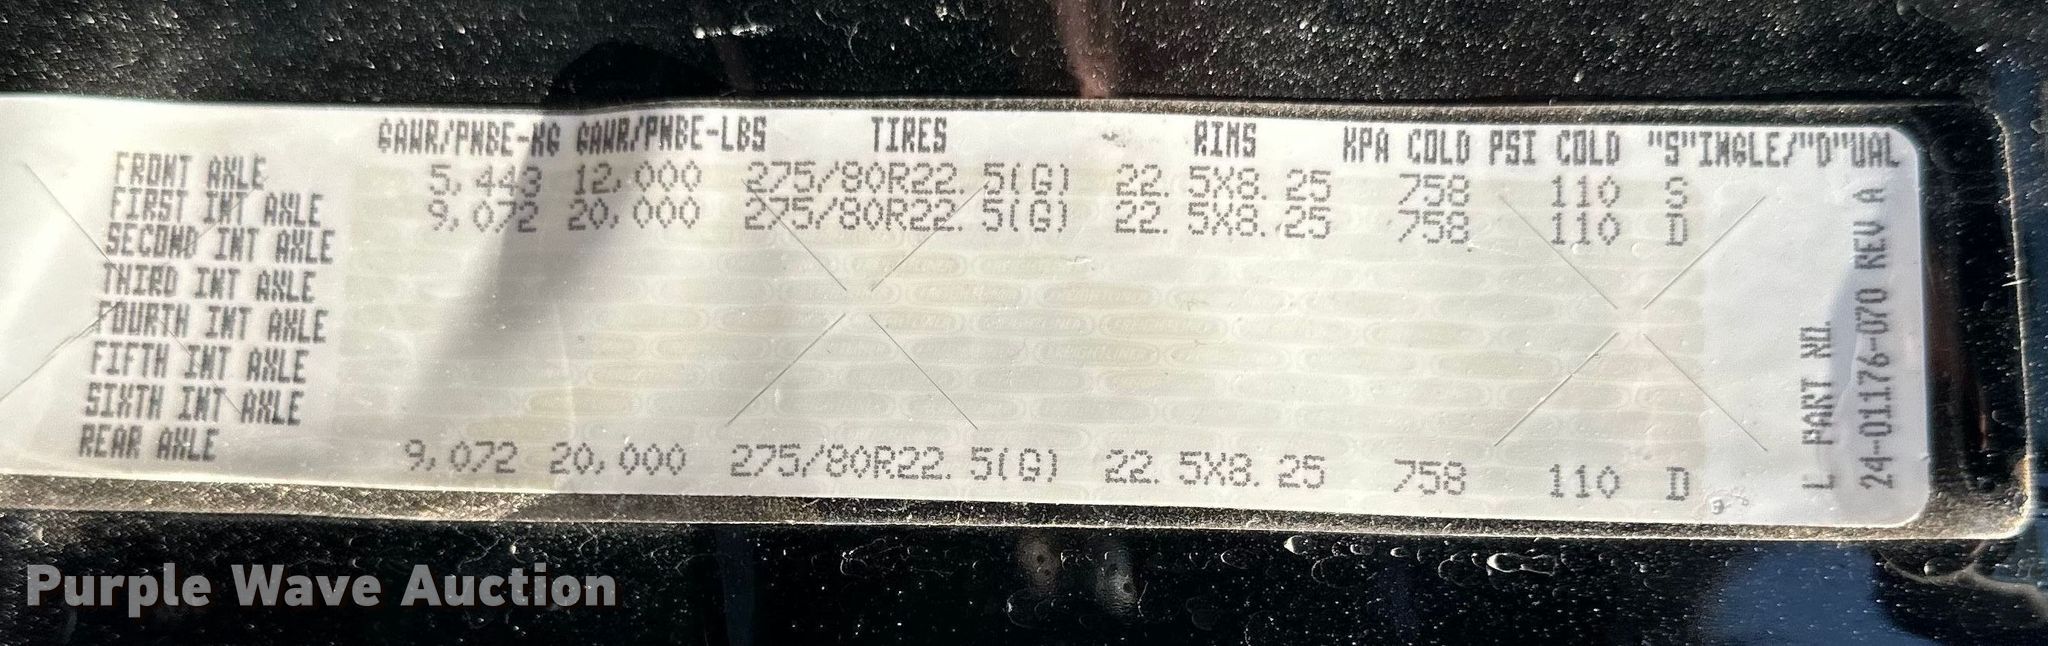 GAWR/PNBE-KG GAWR/PNBE-LBS TIRES RIMS KPA COLD PSI COLD "S"INGLE/"D"UAL
FRONT AXLE 5,443 12,000 275/80R22.5(G) 22.5X8.25 758 110 S
FIRST INT AXLE 9,072 20,000 275/80R22.5(G) 22.5X8.25 758 110 D
SECOND INT AXLE
THIRD INT AXLE
FOURTH INT AXLE
FIFTH INT AXLE
SIXTH INT AXLE
REAR AXLE 9,072 20,000 275/80R22.5(G) 22.5X8.25 758 110 D
L PART NO.
24-01176-070 REV A
Purple Wave Auction